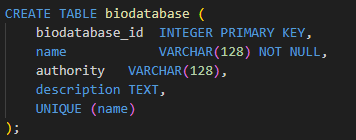 CREATE TABLE biodatabase (
    biodatabase_id  INTEGER PRIMARY KEY,
    name            VARCHAR(128) NOT NULL,
    authority   VARCHAR(128),
    description TEXT,
    UNIQUE (name)
);